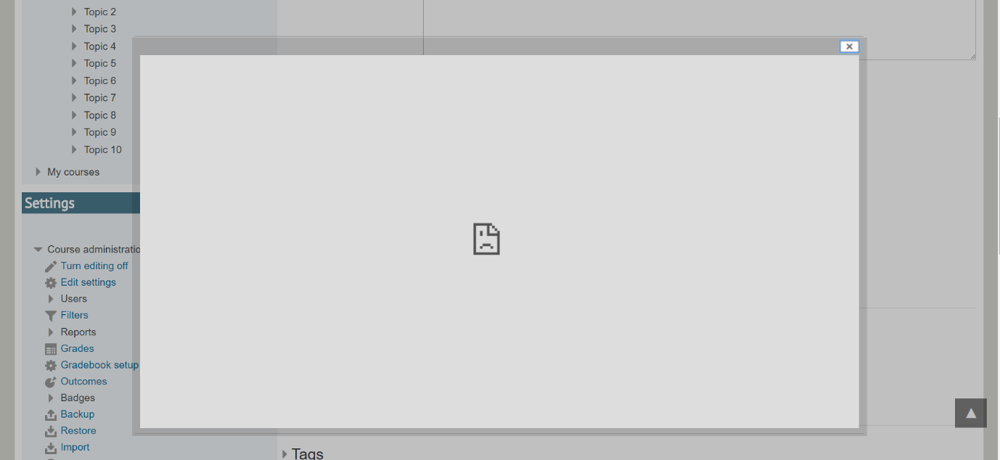 Topic 2
Topic 3
Topic 4
Topic 5
Topic 6
Topic 7
Topic 8
Topic 9
Topic 10
My courses
Settings
Course administratio
Turn editing off
Edit settings
Users
Filters
Reports
Grades
Gradebook setup
Outcomes
Badges
Backup
Restore
Import
Tags